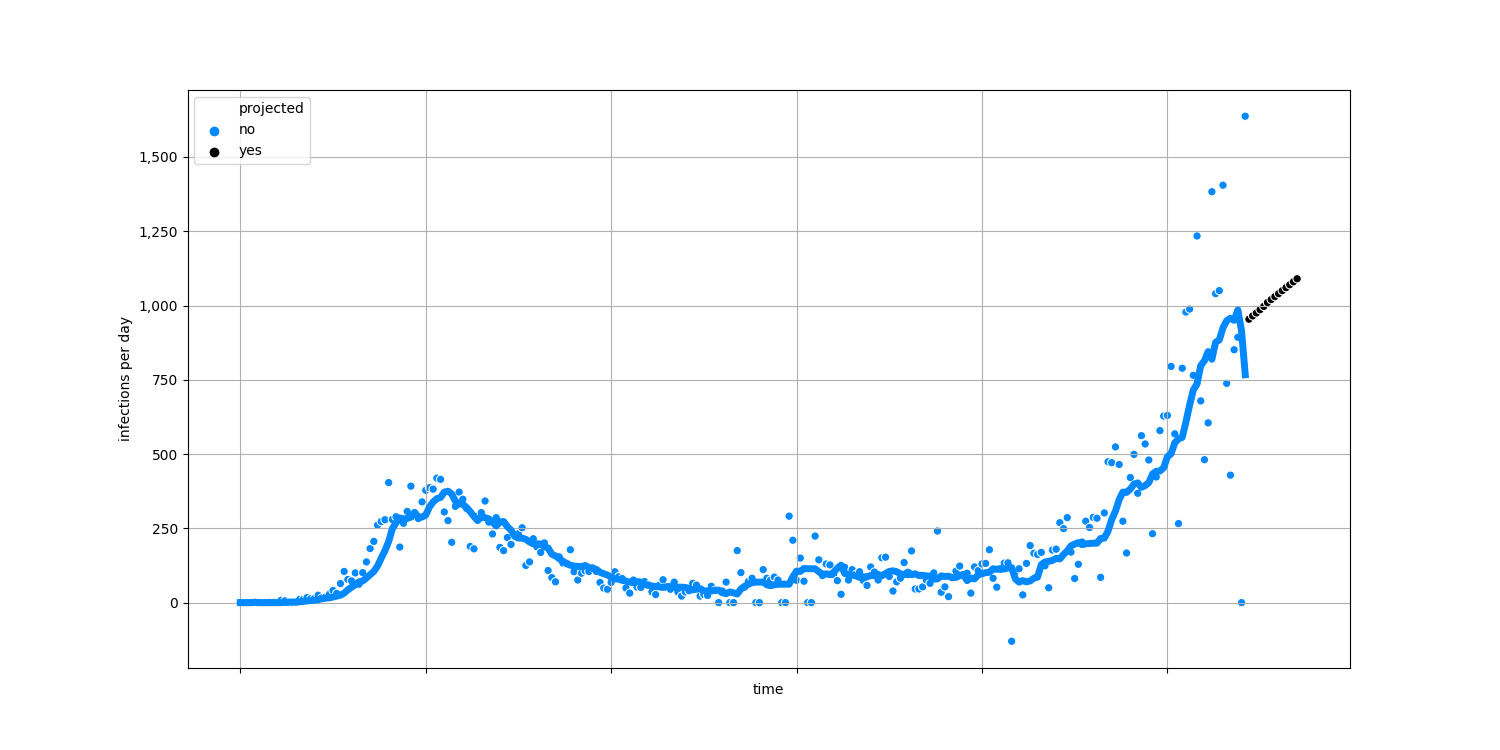 projected
no
yes
1,500
1,250
1,000
750
500
250
0
infections per day
time